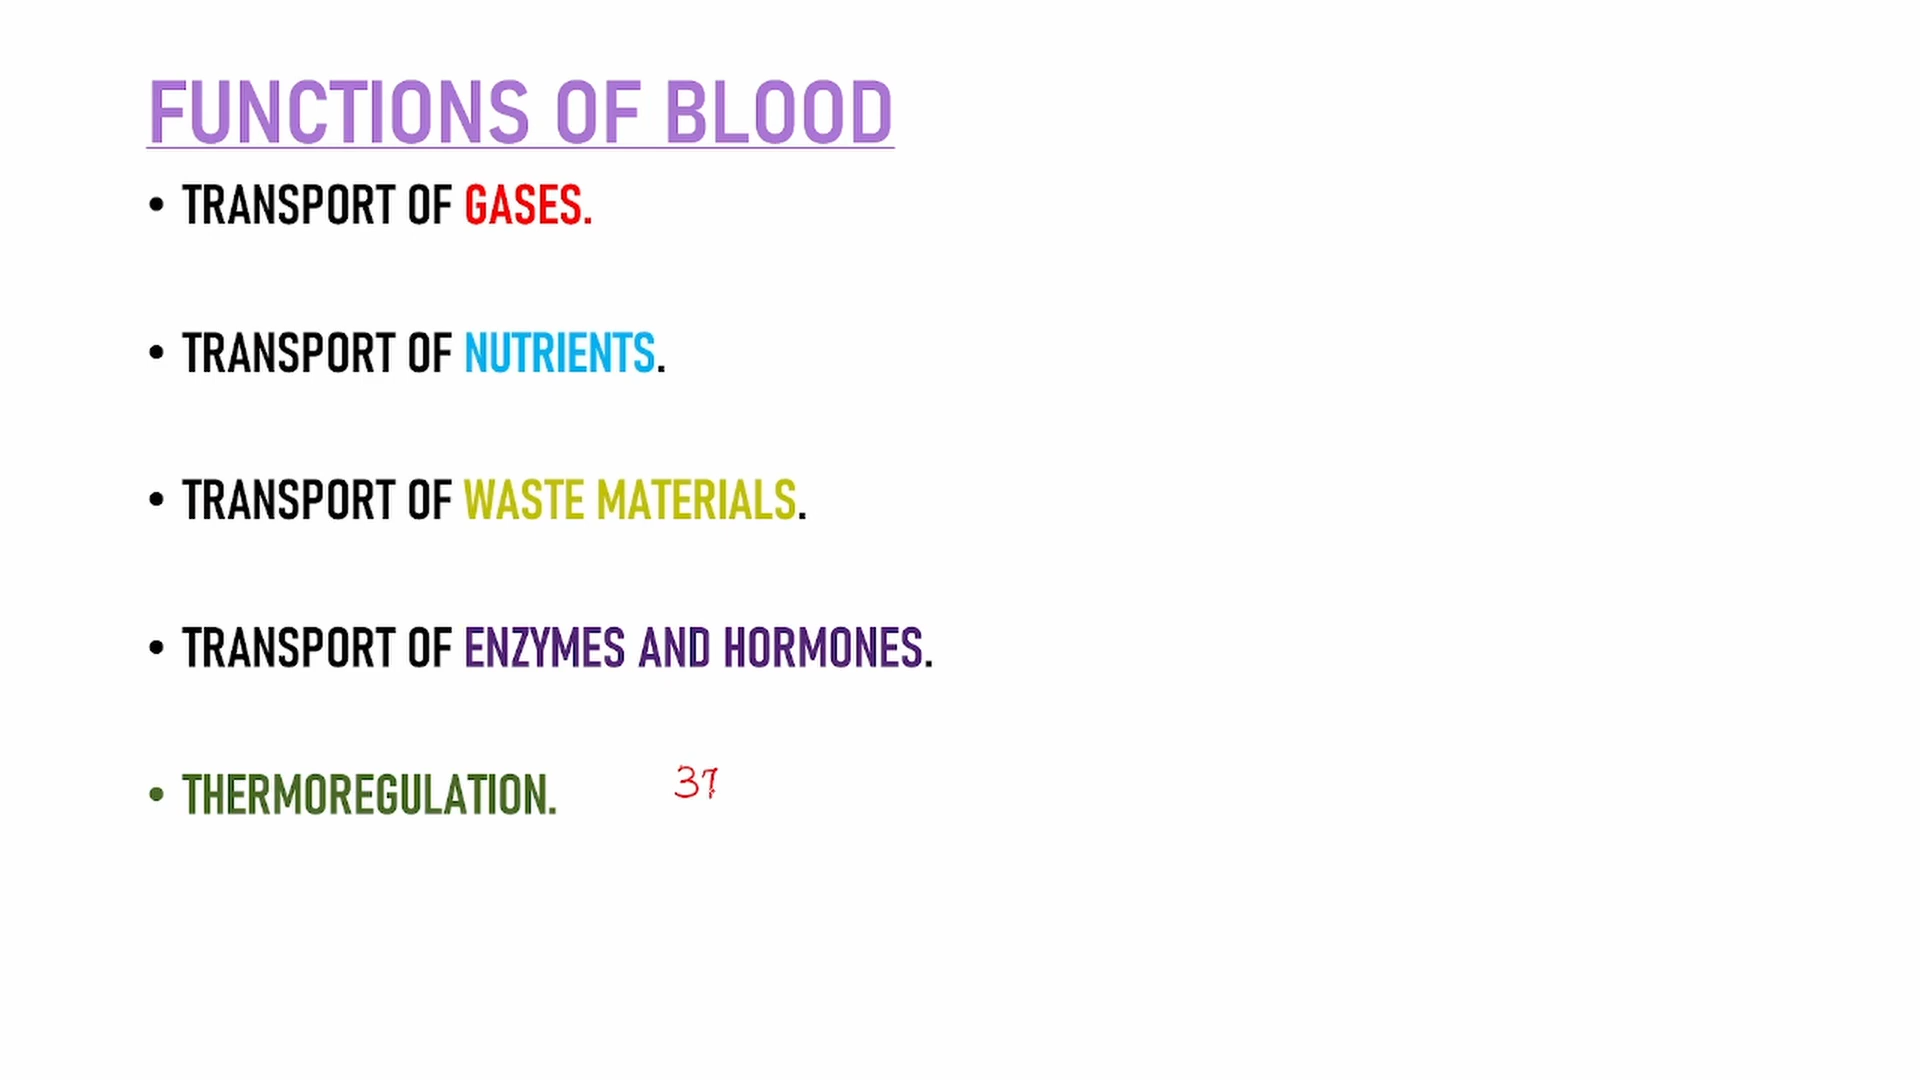 FUNCTIONS OF BLOOD
• TRANSPORT OF GASES.
• TRANSPORT OF NUTRIENTS.
• TRANSPORT OF WASTE MATERIALS.
• TRANSPORT OF ENZYMES AND HORMONES.
• THERMOREGULATION. 37